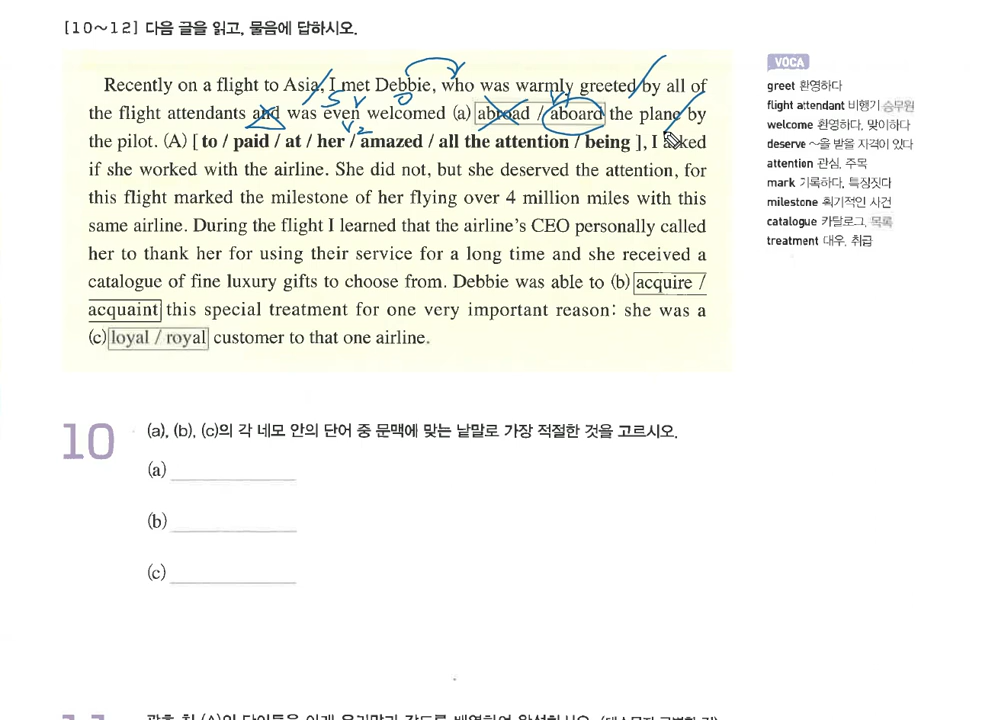 [10~12] 다음 글을 읽고, 물음에 답하시오.
Recently on a flight to Asia, I met Debbie, who was warmly greeted by all of
the flight attendants and was even welcomed (a) abroad / aboard the plane by
the pilot. (A) [ to / paid / at / her / amazed / all the attention / being ], I asked
if she worked with the airline. She did not, but she deserved the attention, for
this flight marked the milestone of her flying over 4 million miles with this
same airline. During the flight I learned that the airline's CEO personally called
her to thank her for using their service for a long time and she received a
catalogue of fine luxury gifts to choose from. Debbie was able to (b) acquire /
acquaint this special treatment for one very important reason: she was a
(c) loyal / royal customer to that one airline.
S V O
V1
V2
VOCA
greet 환영하다
flight attendant 비행기 승무원
welcome 환영하다, 맞이하다
deserve ~을 받을 자격이 있다
attention 관심, 주목
mark 기록하다, 특징짓다
milestone 획기적인 사건
catalogue 카탈로그, 목록
treatment 대우, 취급
10
(a), (b), (c)의 각 네모 안의 단어 중 문맥에 맞는 낱말로 가장 적절한 것을 고르시오.
(a)
(b)
(c)